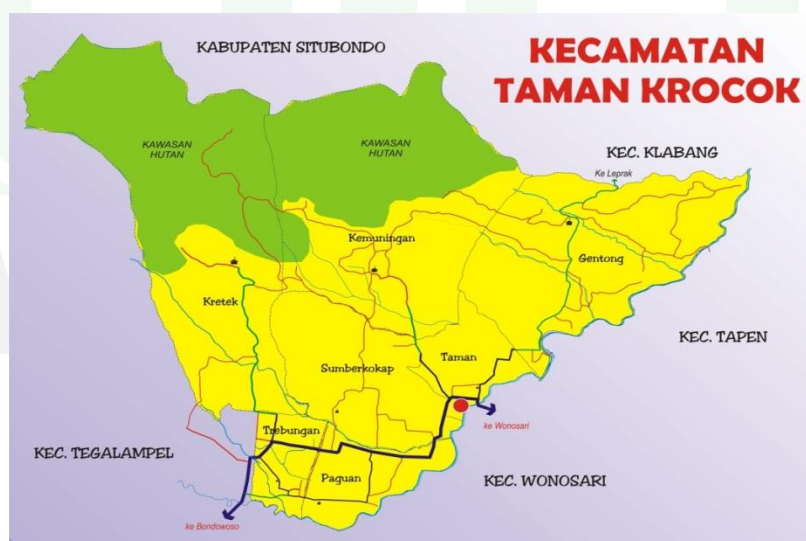 KECAMATAN
TAMAN KROCOK
KABUPATEN SITUBONDO
KAWASAN
HUTAN
KAWASAN
HUTAN
KEC. KLABANG
Ke Leprak
Kemuningan
Gentong
Kretek
KEC. TAPEN
Taman
Sumberkokap
ke Wonosari
Trebungan
KEC. TEGALAMPEL
Paguan
KEC. WONOSARI
ke Bondowoso